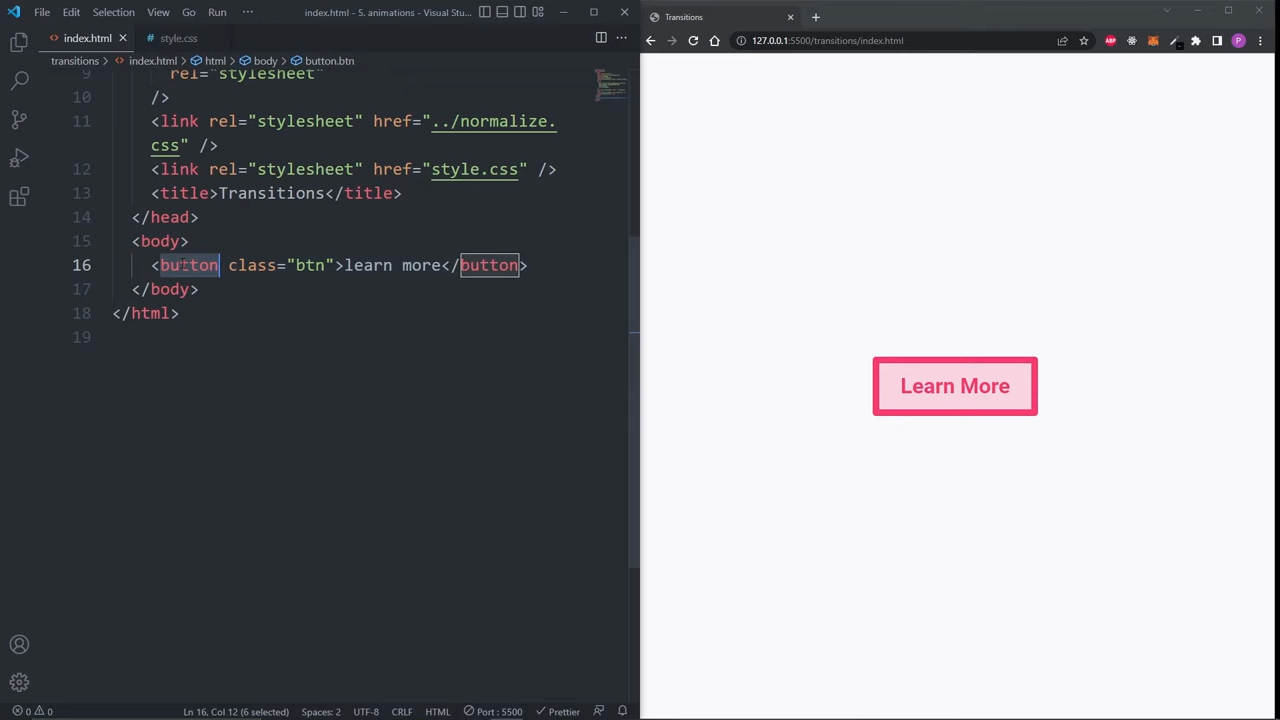 File Edit Selection View Go Run ··· index.html - 5. animations - Visual Stu...
index.html style.css
transitions > index.html > html > body > button.btn
9 rel="stylesheet"
10 />
11 <link rel="stylesheet" href="../normalize.
css" />
12 <link rel="stylesheet" href="style.css" />
13 <title>Transitions</title>
14 </head>
15 <body>
16 <button class="btn">learn more</button>
17 </body>
18 </html>
19
0 0 Ln 16, Col 12 (6 selected) Spaces: 2 UTF-8 CRLF HTML Port : 5500 Prettier
Transitions
127.0.0.1:5500/transitions/index.html ABP P
Learn More